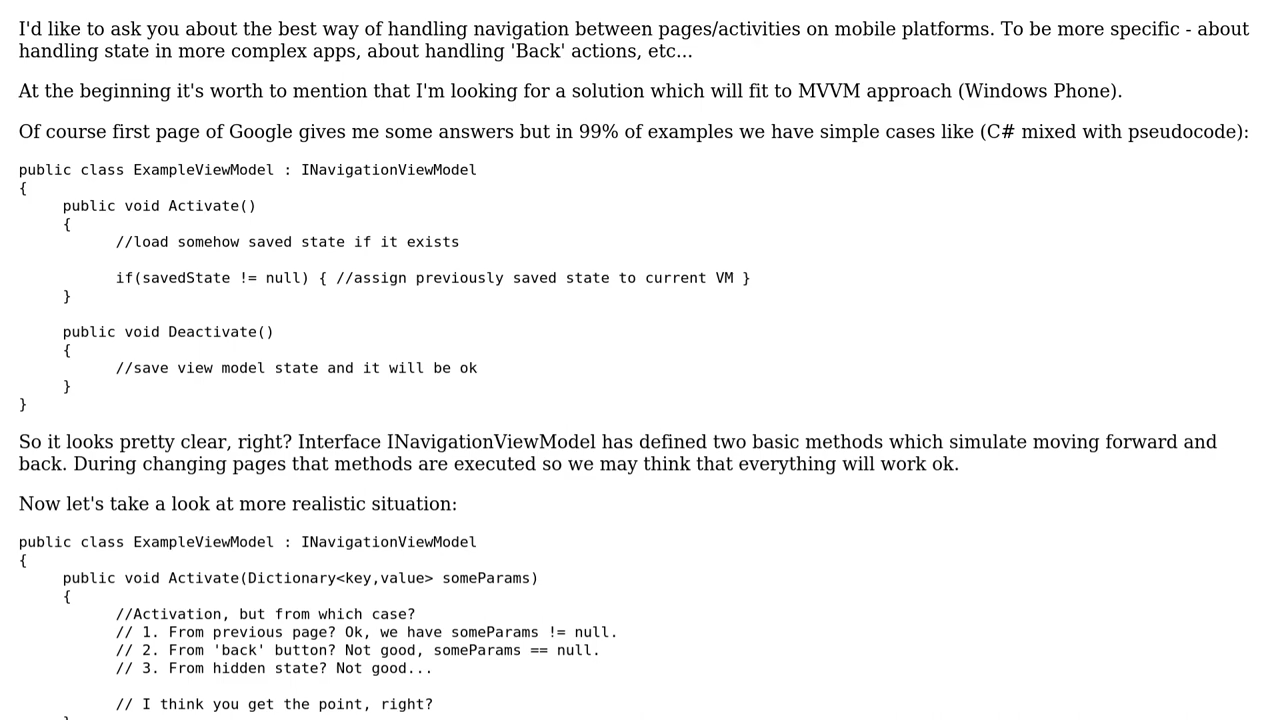 I'd like to ask you about the best way of handling navigation between pages/activities on mobile platforms. To be more specific - about
handling state in more complex apps, about handling 'Back' actions, etc...
At the beginning it's worth to mention that I'm looking for a solution which will fit to MVVM approach (Windows Phone).
Of course first page of Google gives me some answers but in 99% of examples we have simple cases like (C# mixed with pseudocode):
public class ExampleViewModel : INavigationViewModel
{
     public void Activate()
     {
           //load somehow saved state if it exists
           if(savedState != null) { //assign previously saved state to current VM }
     }
     public void Deactivate()
     {
           //save view model state and it will be ok
     }
}
So it looks pretty clear, right? Interface INavigationViewModel has defined two basic methods which simulate moving forward and
back. During changing pages that methods are executed so we may think that everything will work ok.
Now let's take a look at more realistic situation:
public class ExampleViewModel : INavigationViewModel
{
     public void Activate(Dictionary<key,value> someParams)
     {
           //Activation, but from which case?
           // 1. From previous page? Ok, we have someParams != null.
           // 2. From 'back' button? Not good, someParams == null.
           // 3. From hidden state? Not good...
           // I think you get the point, right?
     }